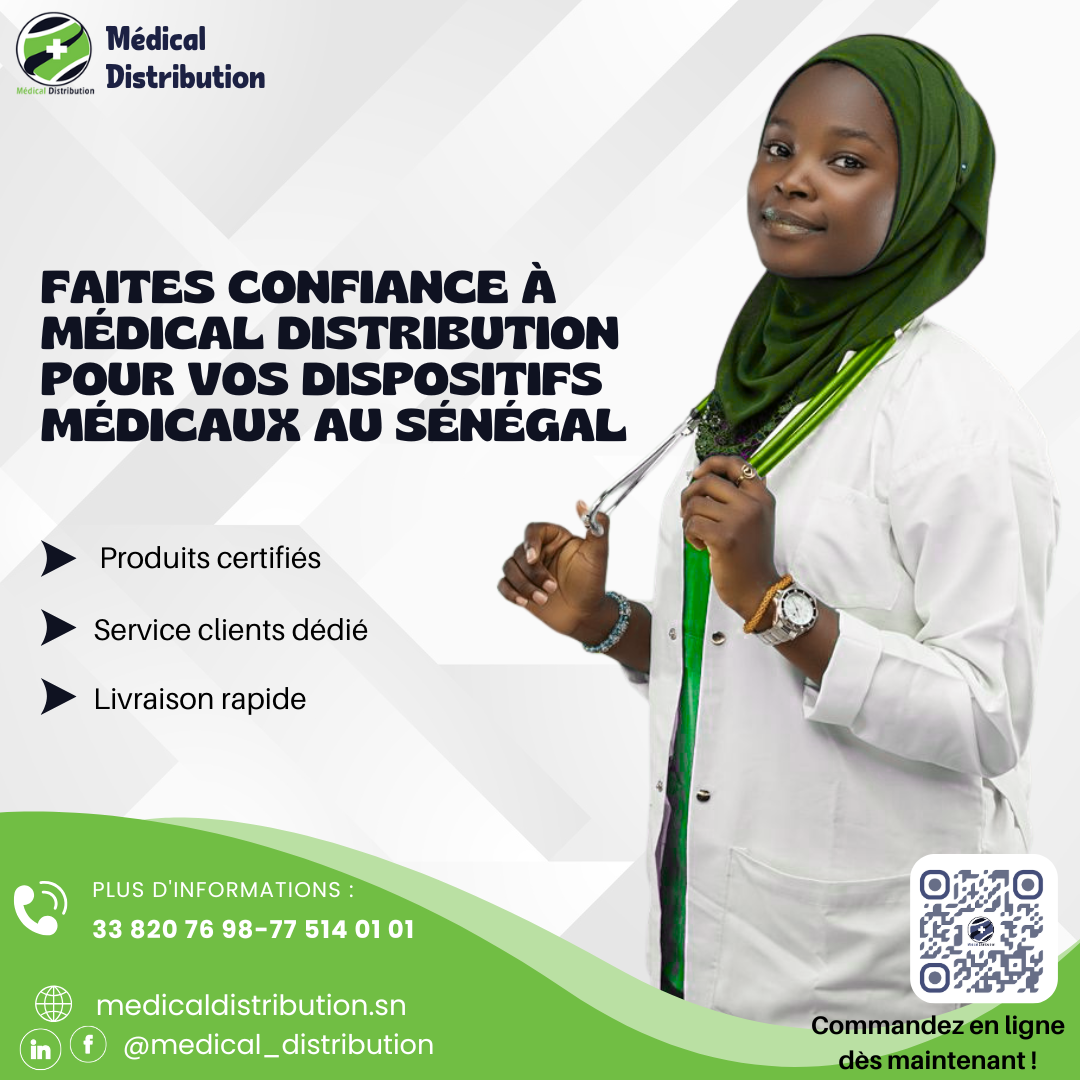 Médical
Distribution
Médical Distribution
FAITES CONFIANCE À
MÉDICAL DISTRIBUTION
POUR VOS DISPOSITIFS
MÉDICAUX AU SÉNÉGAL
Produits certifiés
Service clients dédié
Livraison rapide
PLUS D'INFORMATIONS :
33 820 76 98-77 514 01 01
medicaldistribution.sn
@medical_distribution
Commandez en ligne
dès maintenant !